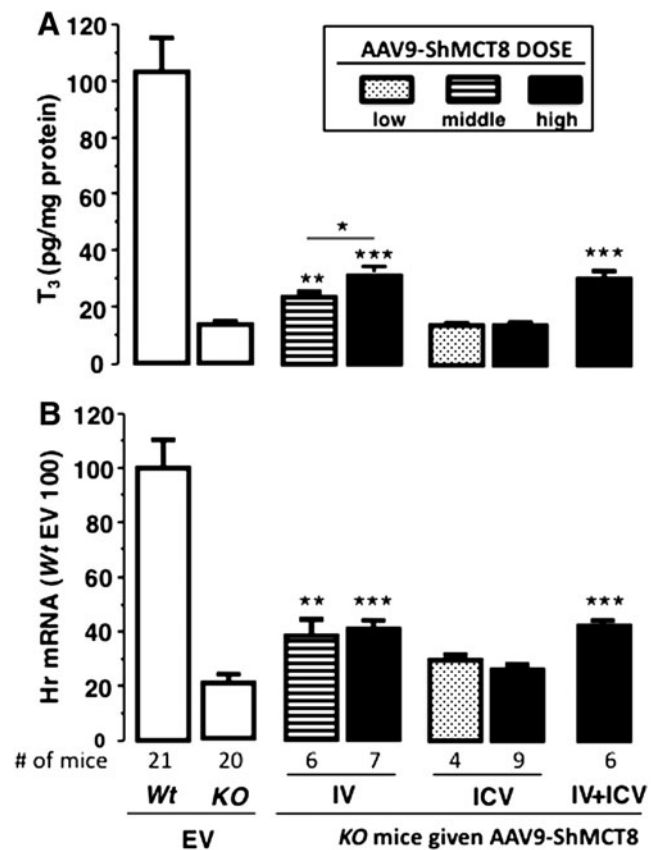 A
AAV9-ShMCT8 DOSE
low middle high
T3 (pg/mg protein)
120
100
80
60
40
20
0
*
** *** ***
B
Hr mRNA (Wt EV 100)
120
100
80
60
40
20
0
** *** ***
# of mice 21 20 6 7 4 9 6
Wt KO IV ICV IV+ICV
EV KO mice given AAV9-ShMCT8